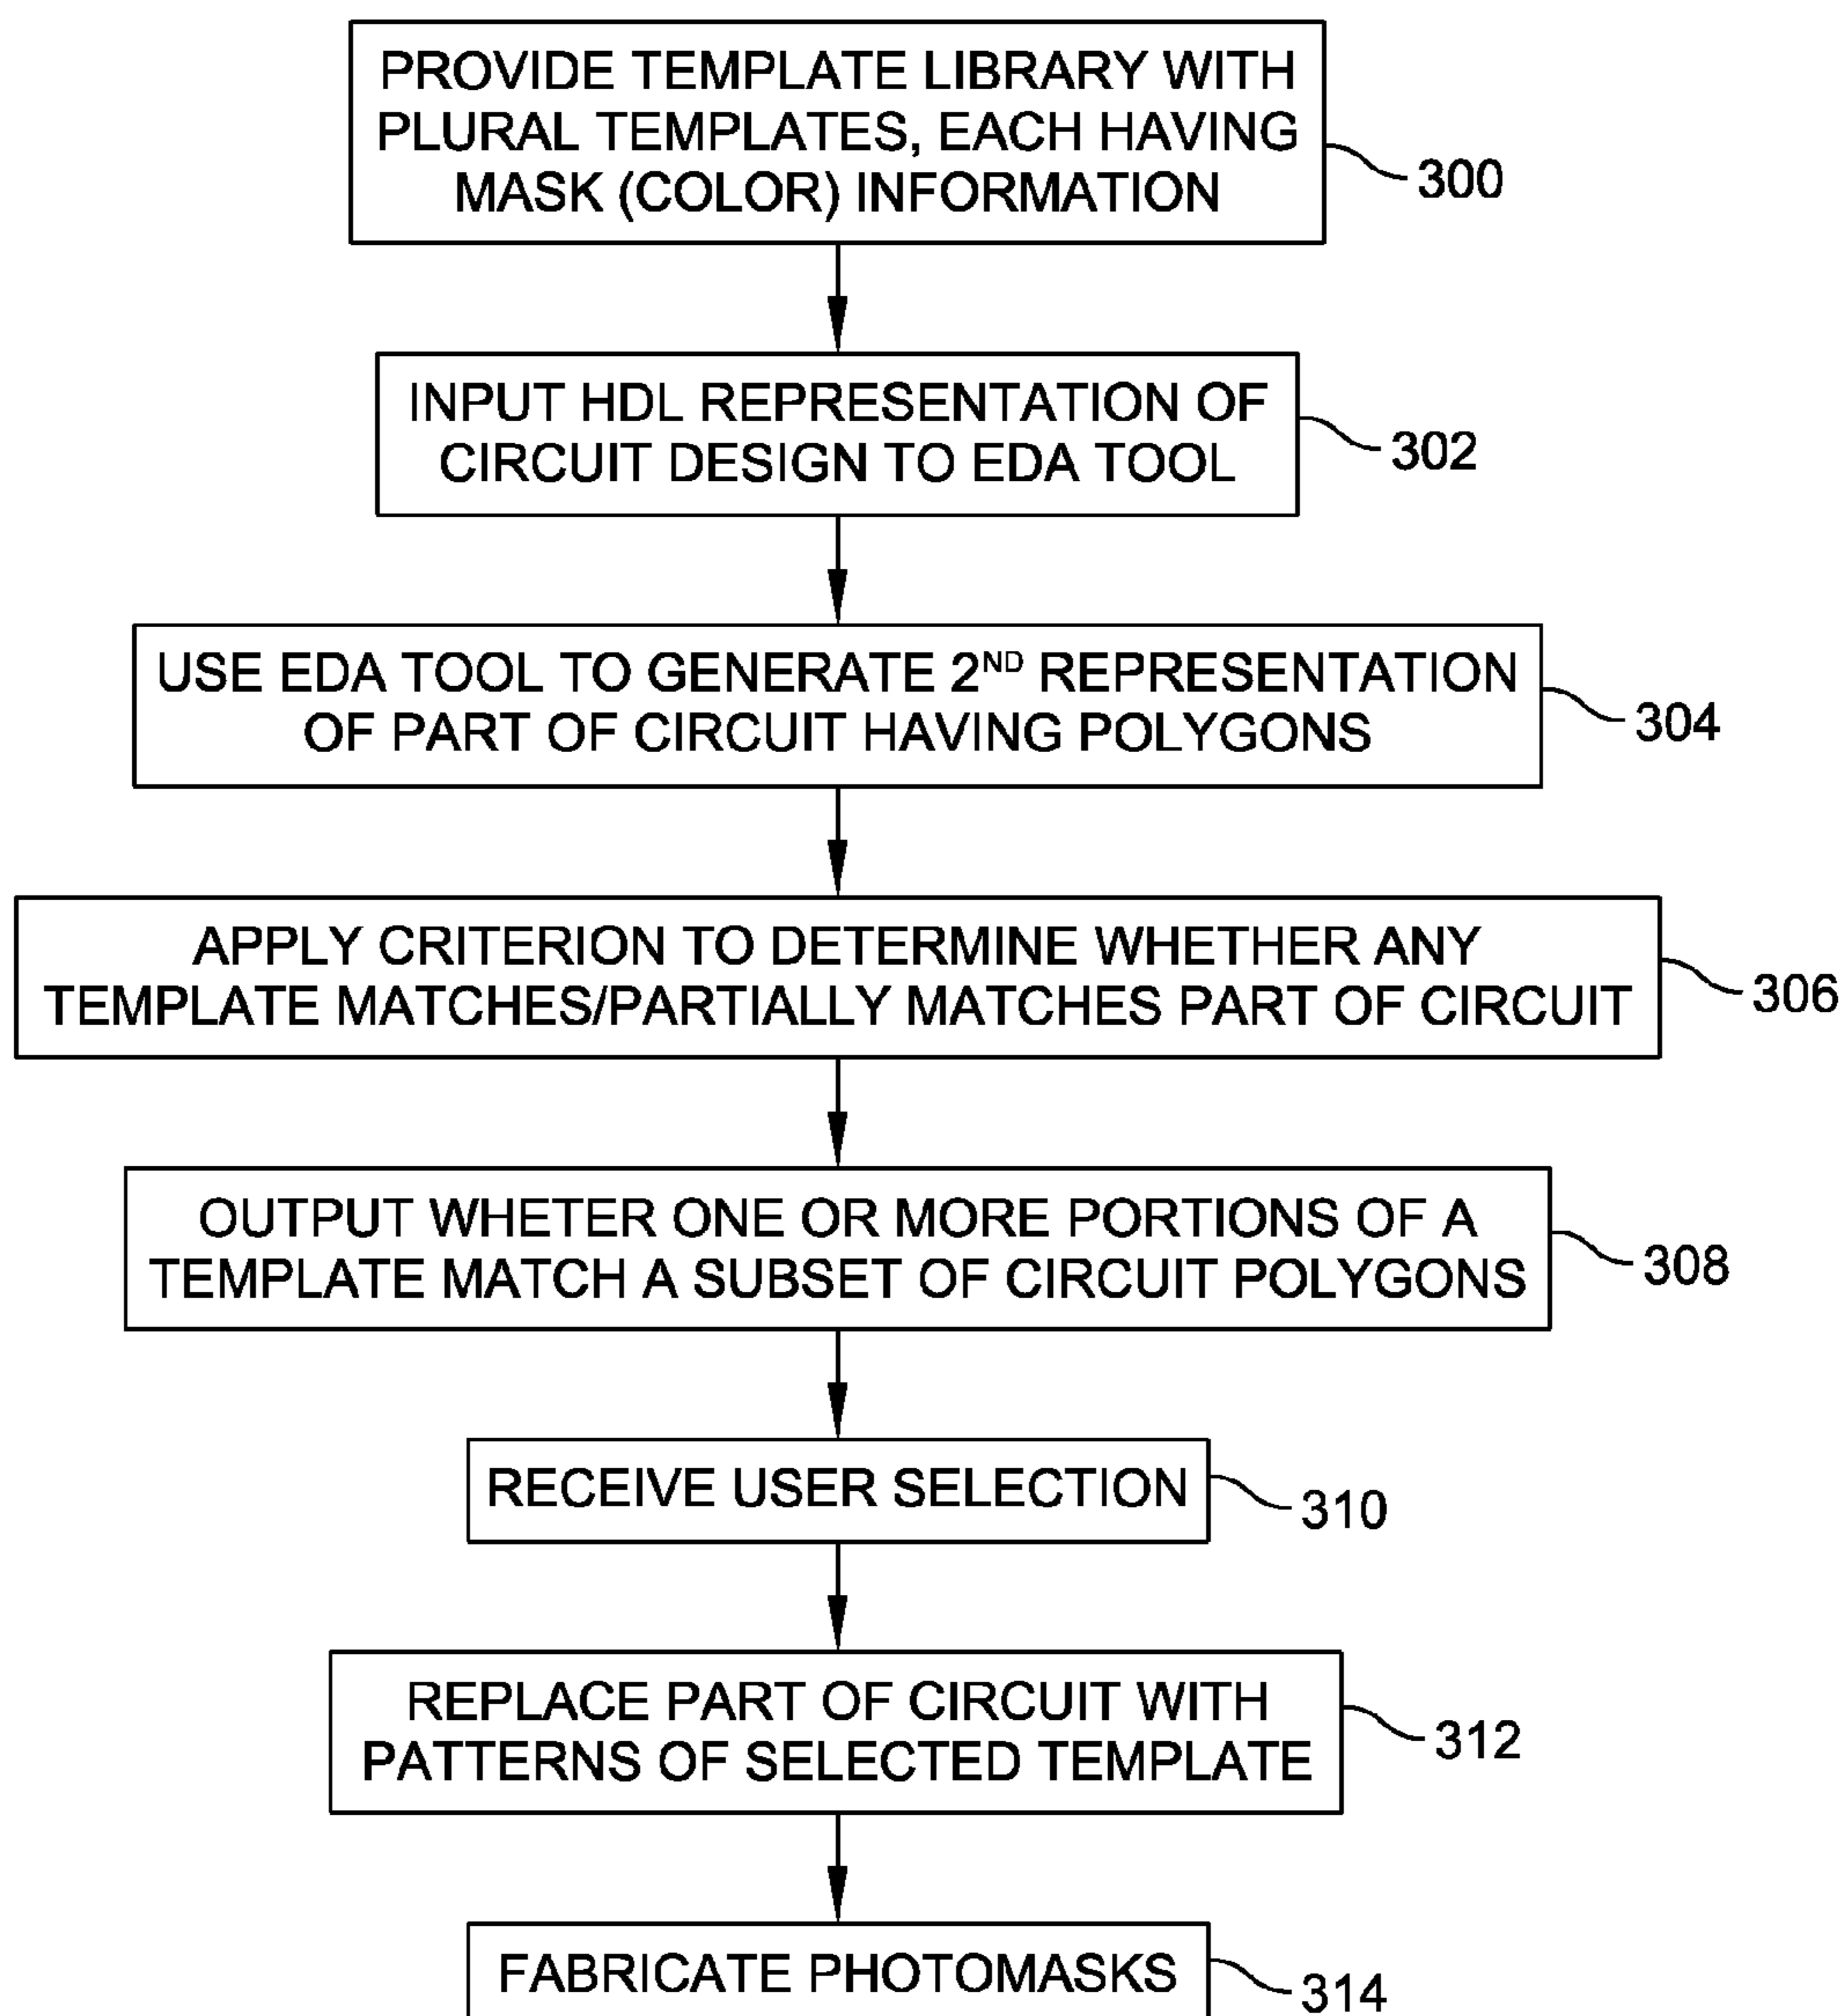 PROVIDE TEMPLATE LIBRARY WITH
PLURAL TEMPLATES, EACH HAVING
MASK (COLOR) INFORMATION
300
INPUT HDL REPRESENTATION OF
CIRCUIT DESIGN TO EDA TOOL
302
USE EDA TOOL TO GENERATE 2ND REPRESENTATION
OF PART OF CIRCUIT HAVING POLYGONS
304
APPLY CRITERION TO DETERMINE WHETHER ANY
TEMPLATE MATCHES/PARTIALLY MATCHES PART OF CIRCUIT
306
OUTPUT WHETER ONE OR MORE PORTIONS OF A
TEMPLATE MATCH A SUBSET OF CIRCUIT POLYGONS
308
RECEIVE USER SELECTION
310
REPLACE PART OF CIRCUIT WITH
PATTERNS OF SELECTED TEMPLATE
312
FABRICATE PHOTOMASKS
314